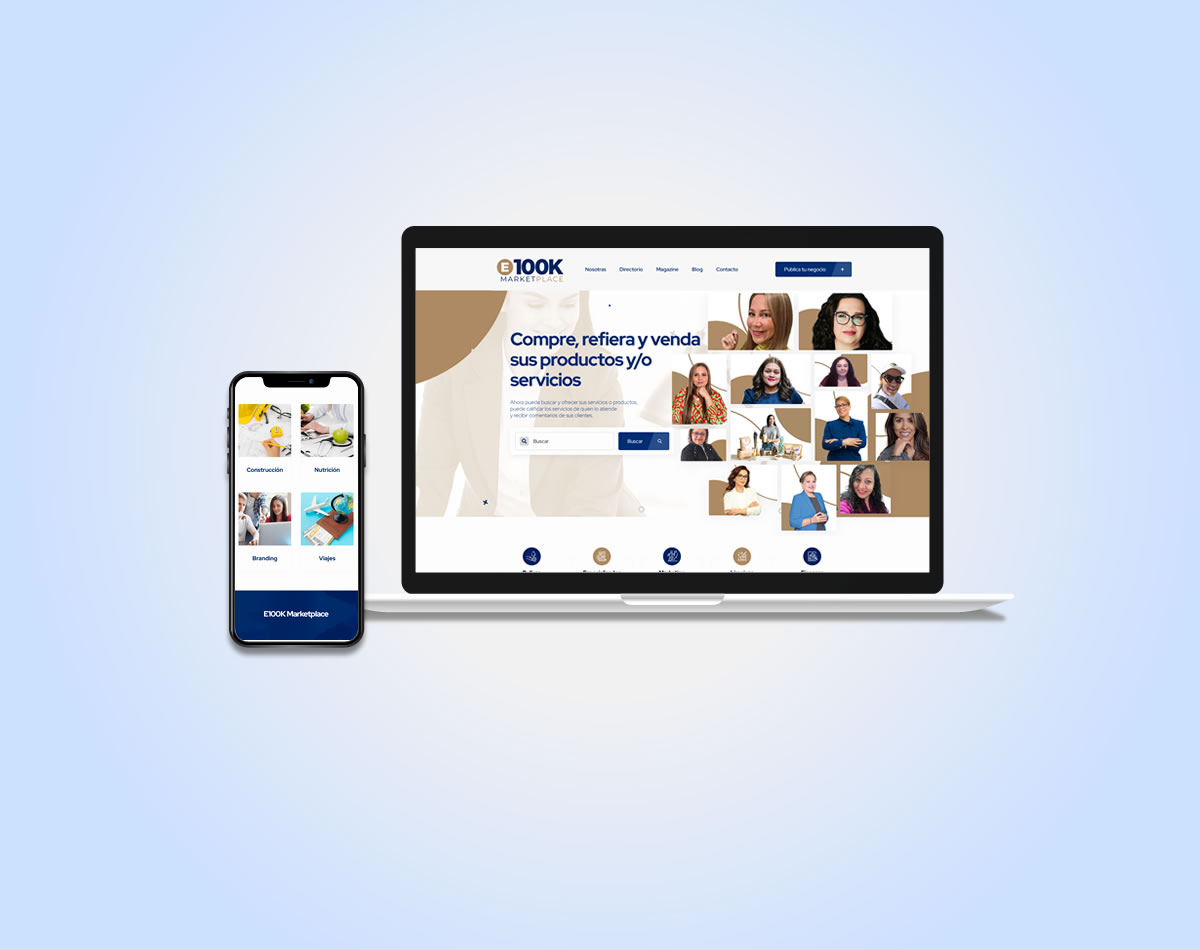 E100K
MARKETPLACE
Nosotras Directorio Magazine Blog Contacto
Publica tu negocio
Compre, refiera y venda
sus productos y/o
servicios
Ahora puede buscar y ofrecer sus servicios o productos,
puede calificar los servicios de quien lo atiende
y recibir comentarios de sus clientes.
Buscar
Buscar
Construcción Nutrición
Branding Viajes
E100K Marketplace